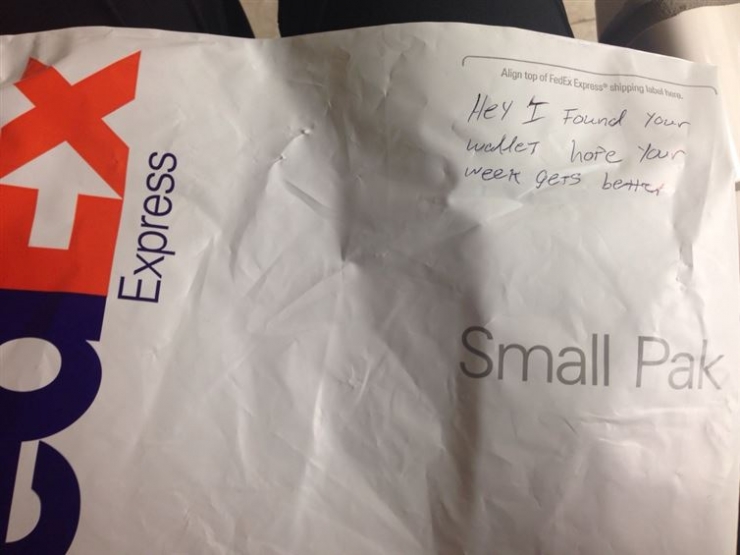 FedEx
Express
Align top of FedEx Express® shipping label here.
Hey I Found Your
wallet hope Your
week gets better
Small Pak